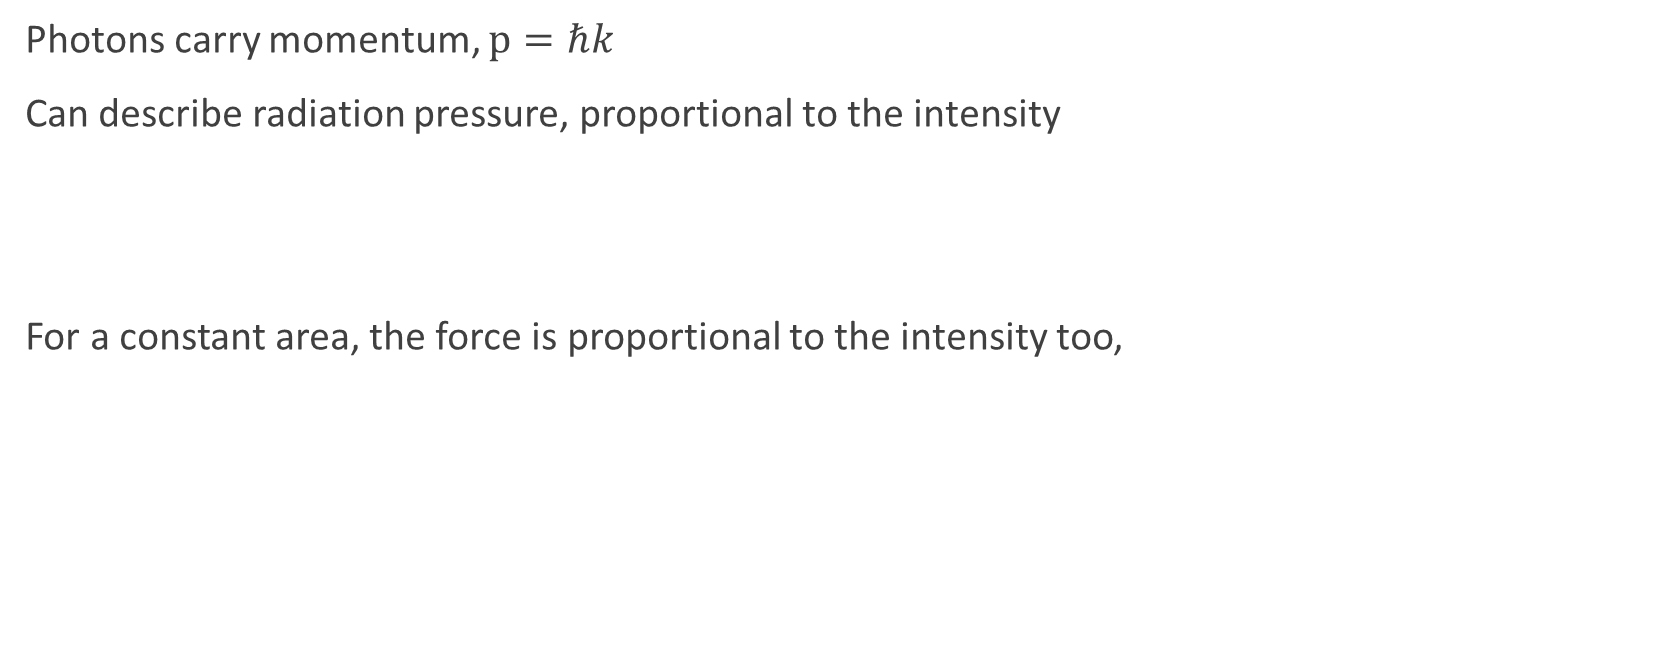 Photons carry momentum, p = ℏk
Can describe radiation pressure, proportional to the intensity
For a constant area, the force is proportional to the intensity too,